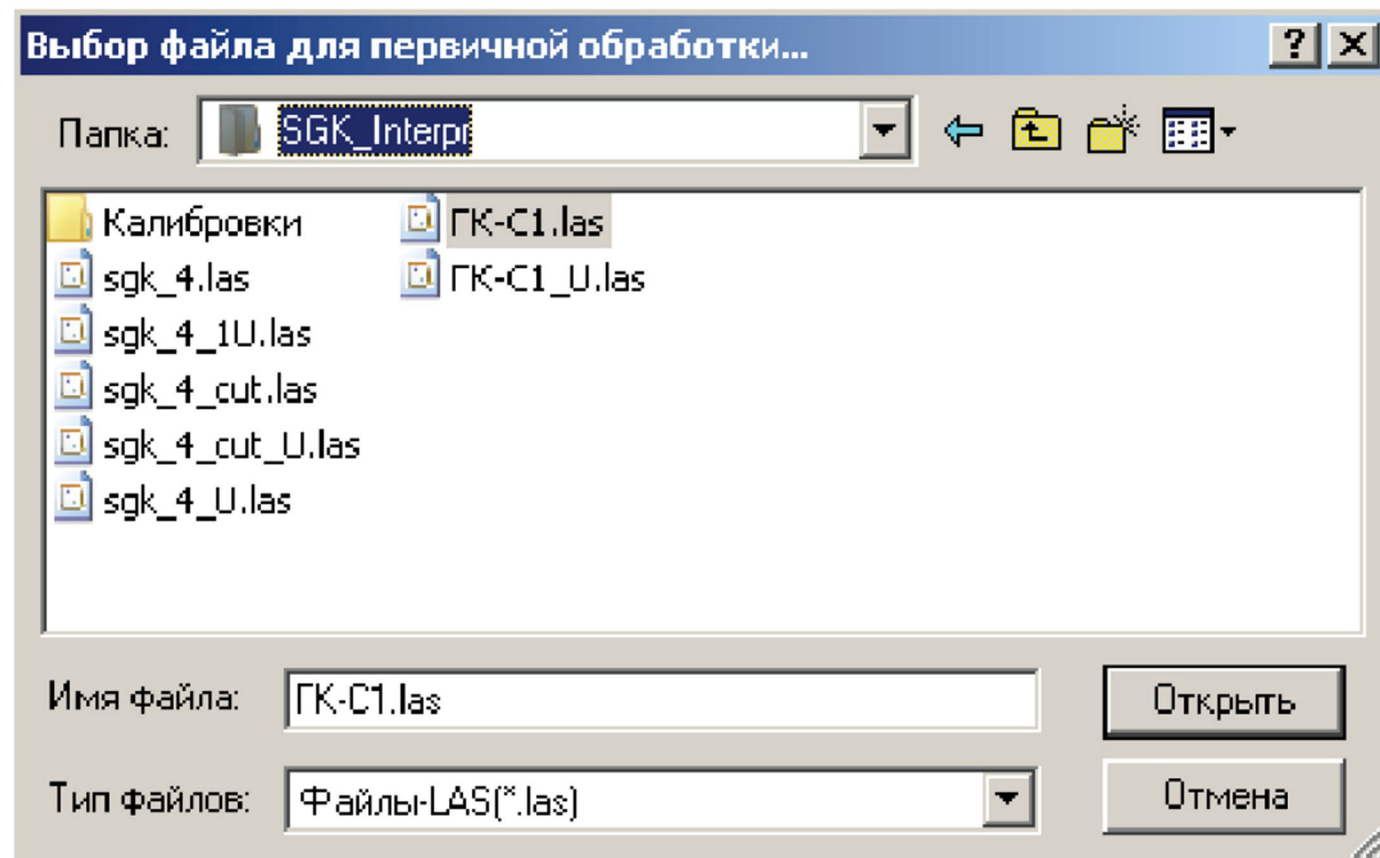 Выбор файла для первичной обработки...
Папка: SGK_Interpr
Калибровки
sgk_4.las
sgk_4_1U.las
sgk_4_cut.las
sgk_4_cut_U.las
sgk_4_U.las
ГК-С1.las
ГК-С1_U.las
Имя файла: ГК-С1.las
Открыть
Тип файлов: Файлы-LAS(*.las)
Отмена